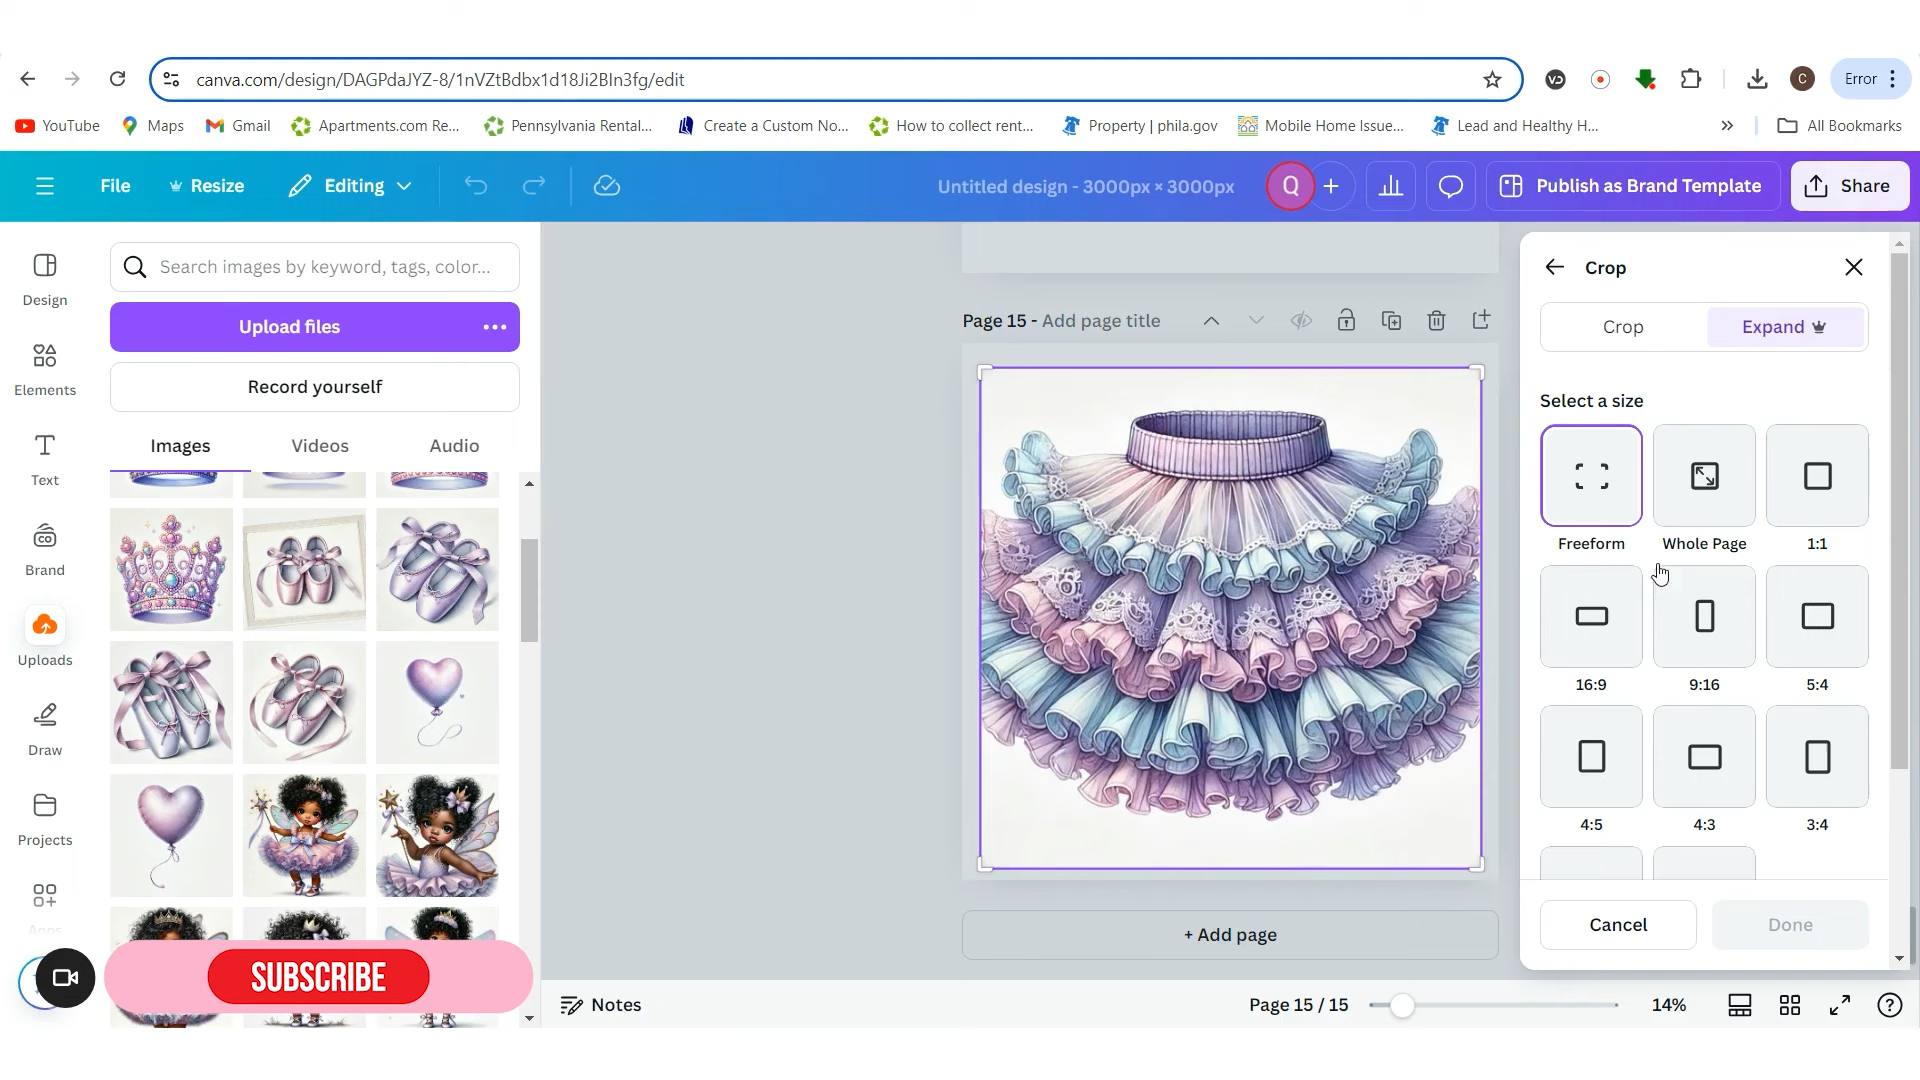 canva.com/design/DAGPdaJYZ-8/1nVZtBdbx1d18Ji2BIn3fg/edit
C
Error
YouTube
Maps
Gmail
Apartments.com Re...
Pennsylvania Rental...
Create a Custom No...
How to collect rent...
Property | phila.gov
Mobile Home Issue...
Lead and Healthy H...
All Bookmarks
File
Resize
Editing
Untitled design - 3000px × 3000px
Q
Publish as Brand Template
Share
Design
Elements
Text
Brand
Uploads
Draw
Projects
Apps
Search images by keyword, tags, color...
Upload files
Record yourself
Images
Videos
Audio
SUBSCRIBE
Page 15 - Add page title
+ Add page
Crop
Crop
Expand
Select a size
Freeform
Whole Page
1:1
16:9
9:16
5:4
4:5
4:3
3:4
Cancel
Done
Notes
Page 15 / 15
14%